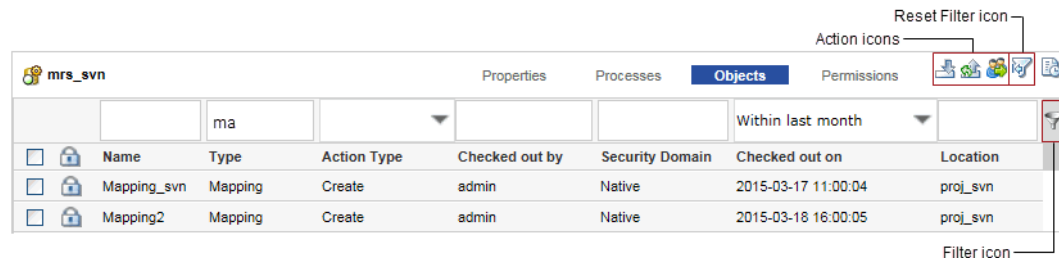 Reset Filter icon
Action icons
mrs_svn Properties Processes Objects Permissions
ma Within last month
Name Type Action Type Checked out by Security Domain Checked out on Location
Mapping_svn Mapping Create admin Native 2015-03-17 11:00:04 proj_svn
Mapping2 Mapping Create admin Native 2015-03-18 16:00:05 proj_svn
Filter icon